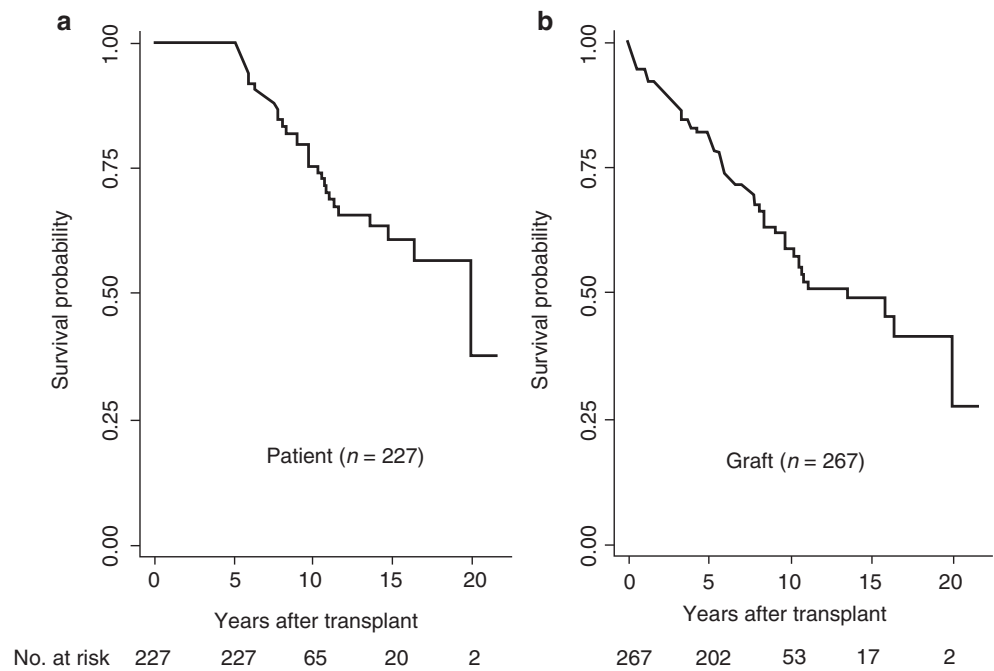 a
Survival probability
1.00
0.75
0.50
0.25
0.00
Patient (n = 227)
0 5 10 15 20
Years after transplant
No. at risk 227 227 65 20 2
b
Survival probability
1.00
0.75
0.50
0.25
0.00
Graft (n = 267)
0 5 10 15 20
Years after transplant
267 202 53 17 2